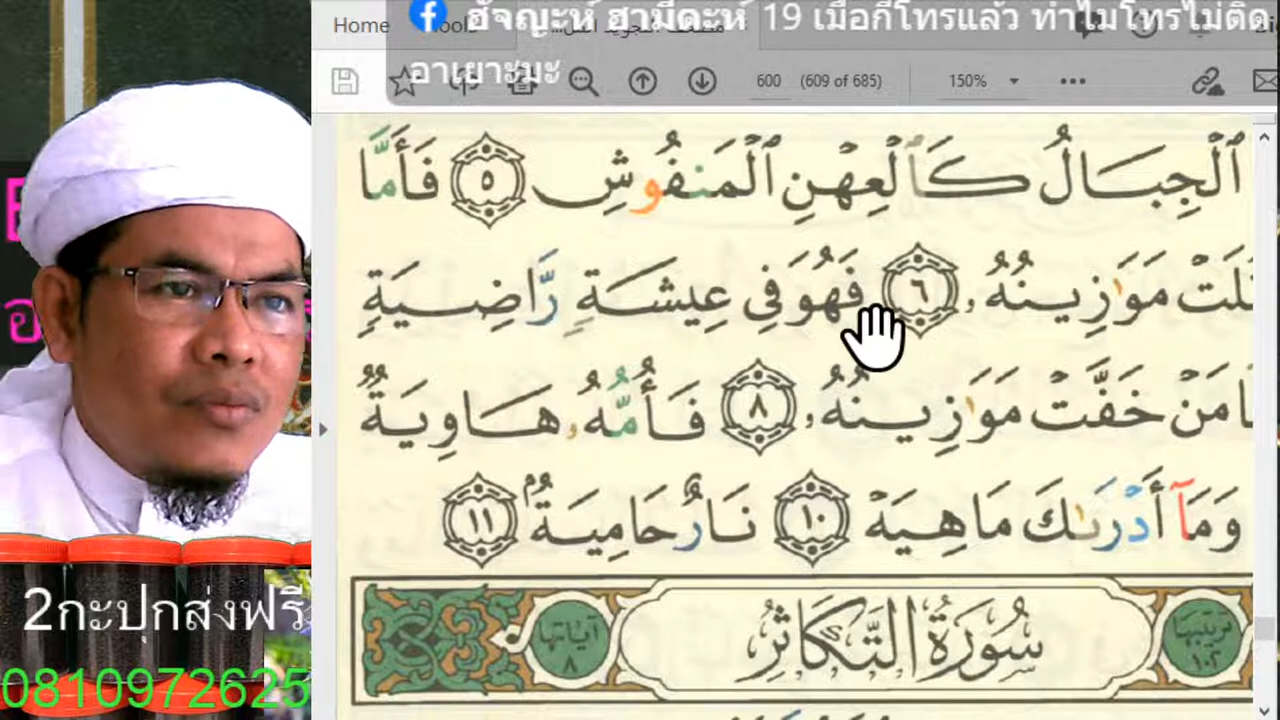 ฮัจญะห์ ฮามีดะห์ 19 เมื่อกี้โทรแล้ว ทำไมโทรไม่ติด
อาเยาะมะ
Home
600 (609 of 685) 150%
ٱلۡجِبَالُ كَٱلۡعِهۡنِ ٱلۡمَنفُوشِ ٥ فَأَمَّا
مَوَٰزِينُهُۥ ٦ فَهُوَ فِي عِيشَةٖ رَّاضِيَةٖ
مَنۡ خَفَّتۡ مَوَٰزِينُهُۥ ٨ فَأُمُّهُۥ هَاوِيَةٞ
وَمَآ أَدۡرَىٰكَ مَا هِيَهۡ ١٠ نَارٌ حَامِيَةُۢ ١١
ترتيبها ١٠٢ سُورَةُ التَّكَاثُرِ آياتها ٨
2กะปุกส่งฟรี
0810972625